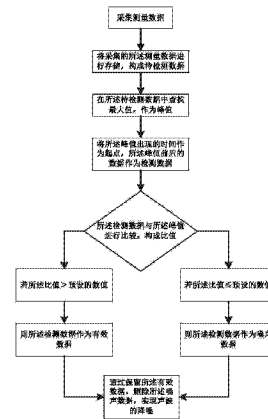 采集测量数据
将采集的所述测量数据进
行存储，构成待检测数据
在所述待检测数据中查找
最大值，作为峰值
将所述峰值出现的时间作
为起点，所述峰值前后的
数据作为检测数据
所述检测数据与所述峰值
进行比较，构成比值
若所述比值＞预设的数值
若所述比值≤预设的数值
则所述检测数据作为有效
数据
则所述检测数据作为噪声
数据
通过保留所述有效
数据，删除所述噪
声数据，实现声波
的降噪